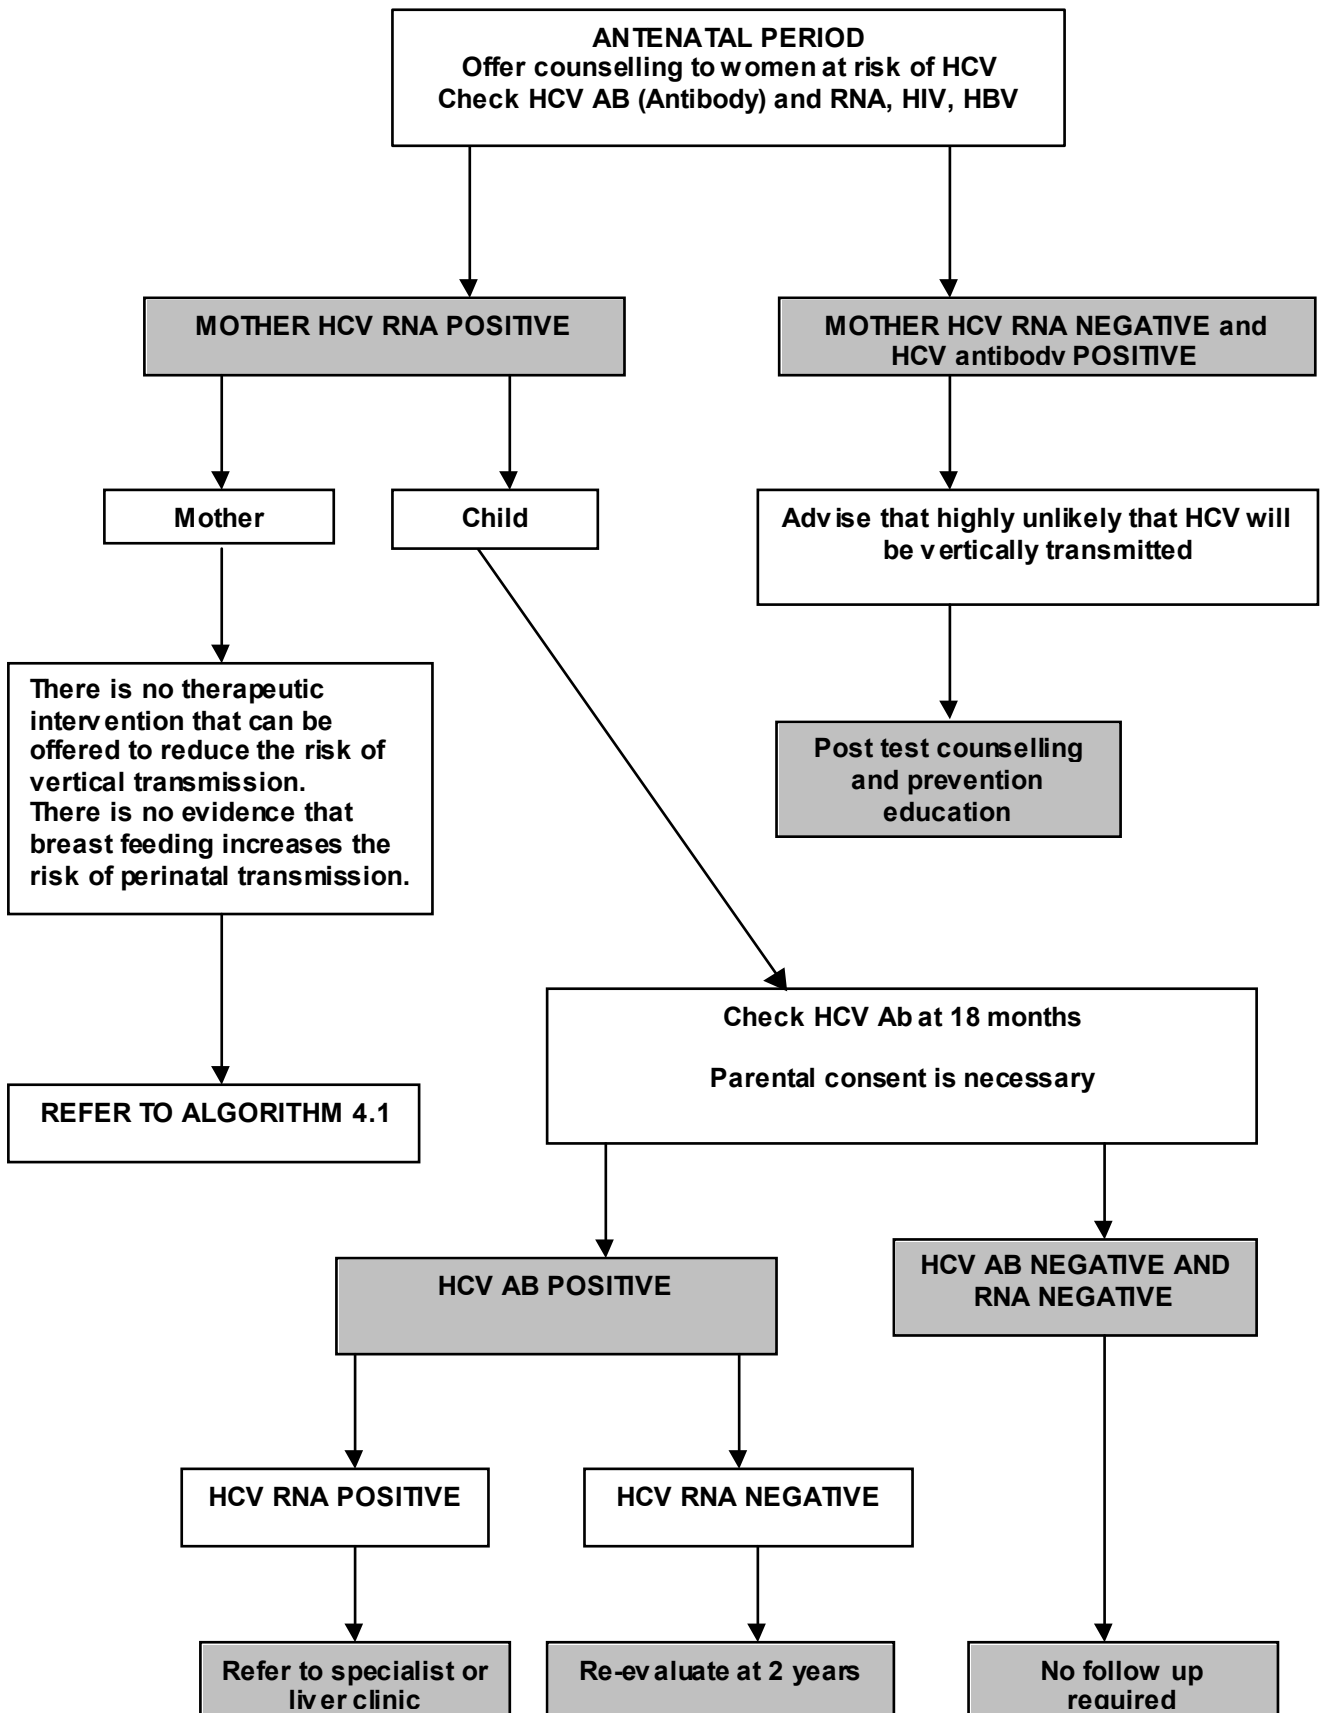 ANTENATAL PERIOD
Offer counselling to women at risk of HCV
Check HCV AB (Antibody) and RNA, HIV, HBV
MOTHER HCV RNA POSITIVE
MOTHER HCV RNA NEGATIVE and
HCV antibody POSITIVE
Mother
Child
Advise that highly unlikely that HCV will
be vertically transmitted
There is no therapeutic
intervention that can be
offered to reduce the risk of
vertical transmission.
There is no evidence that
breast feeding increases the
risk of perinatal transmission.
Post test counselling
and prevention
education
Check HCV Ab at 18 months
Parental consent is necessary
REFER TO ALGORITHM 4.1
HCV AB POSITIVE
HCV AB NEGATIVE AND
RNA NEGATIVE
HCV RNA POSITIVE
HCV RNA NEGATIVE
Refer to specialist or
liver clinic
Re-evaluate at 2 years
No follow up
required